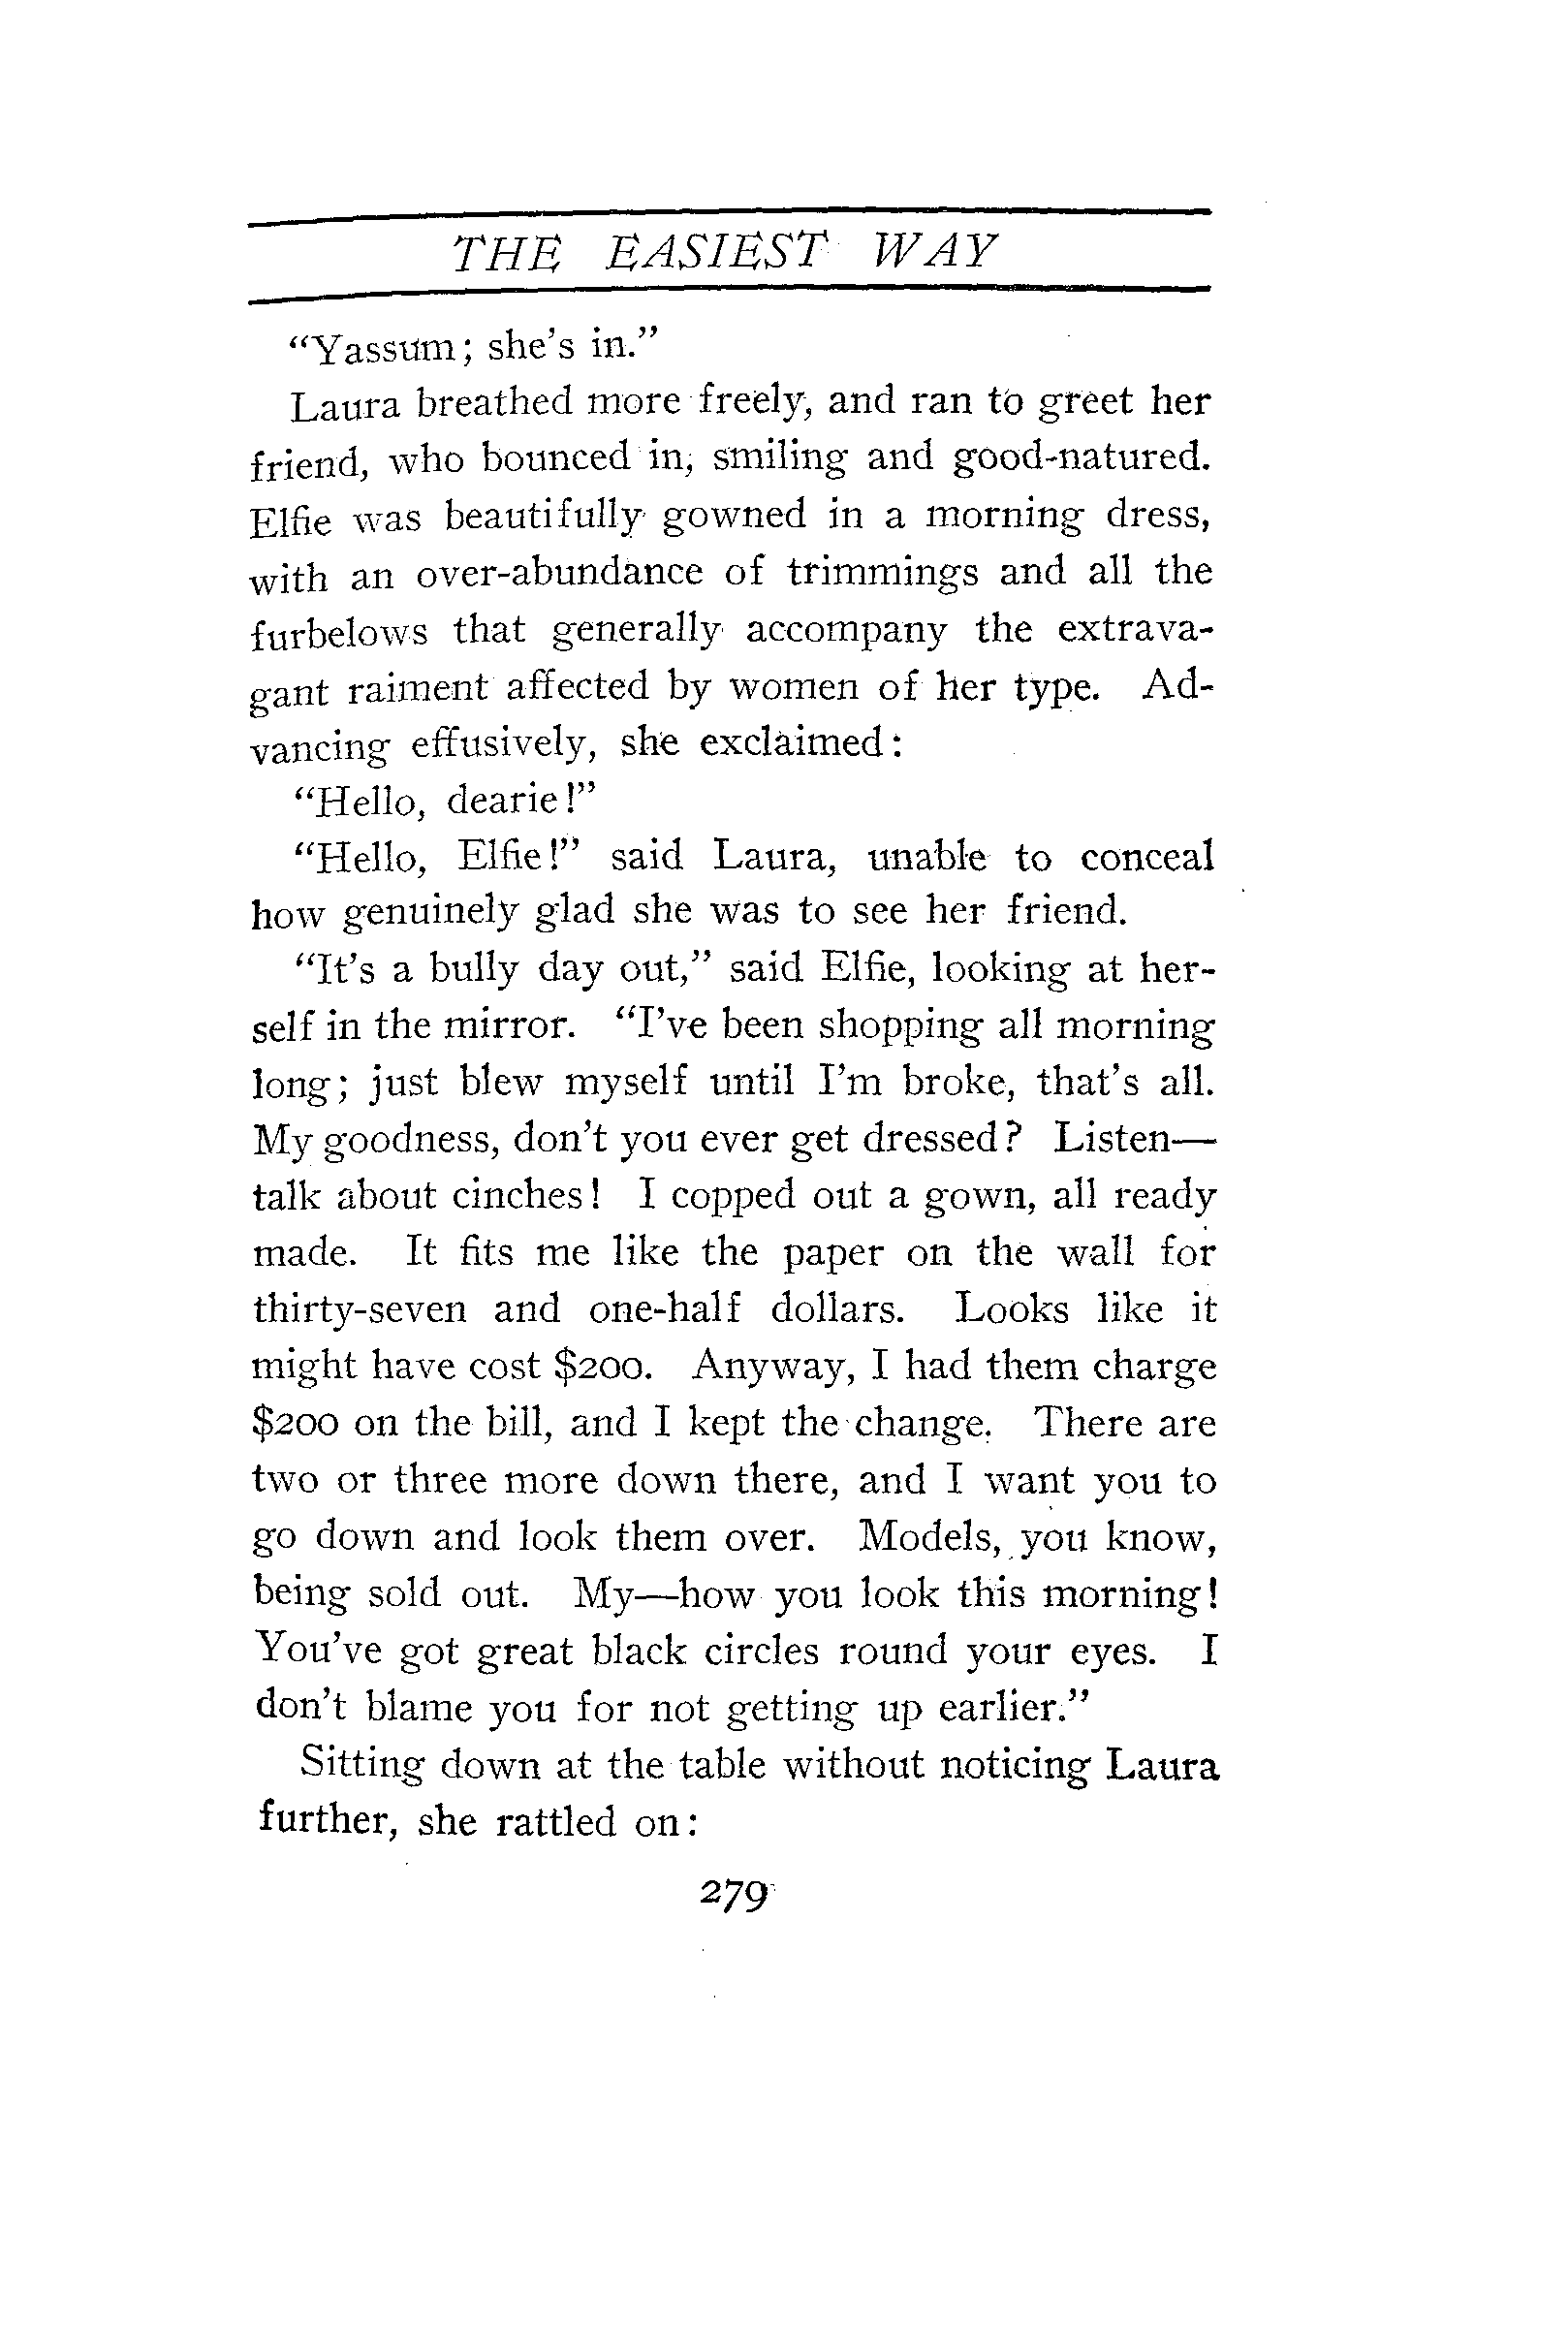 THE EASIEST WAY
“Yassum; she’s in.”
Laura breathed more freely, and ran to greet her
friend, who bounced in, smiling and good-natured.
Elfie was beautifully gowned in a morning dress,
with an over-abundance of trimmings and all the
furbelows that generally accompany the extrava-
gant raiment affected by women of her type. Ad-
vancing effusively, she exclaimed:
“Hello, dearie!”
“Hello, Elfie!” said Laura, unable to conceal
how genuinely glad she was to see her friend.
“It’s a bully day out,” said Elfie, looking at her-
self in the mirror. “I’ve been shopping all morning
long; just blew myself until I’m broke, that’s all.
My goodness, don’t you ever get dressed? Listen—
talk about cinches! I copped out a gown, all ready
made. It fits me like the paper on the wall for
thirty-seven and one-half dollars. Looks like it
might have cost $200. Anyway, I had them charge
$200 on the bill, and I kept the change. There are
two or three more down there, and I want you to
go down and look them over. Models, you know,
being sold out. My—how you look this morning!
You’ve got great black circles round your eyes. I
don’t blame you for not getting up earlier.”
Sitting down at the table without noticing Laura
further, she rattled on:
279